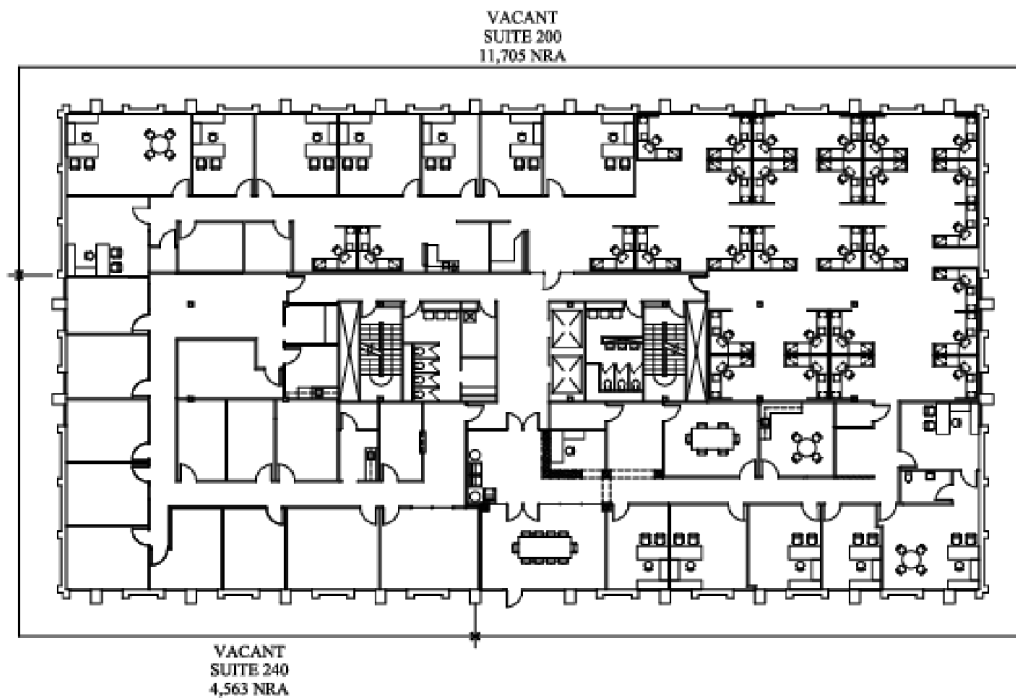 VACANT
SUITE 200
11,705 NRA
VACANT
SUITE 240
4,563 NRA